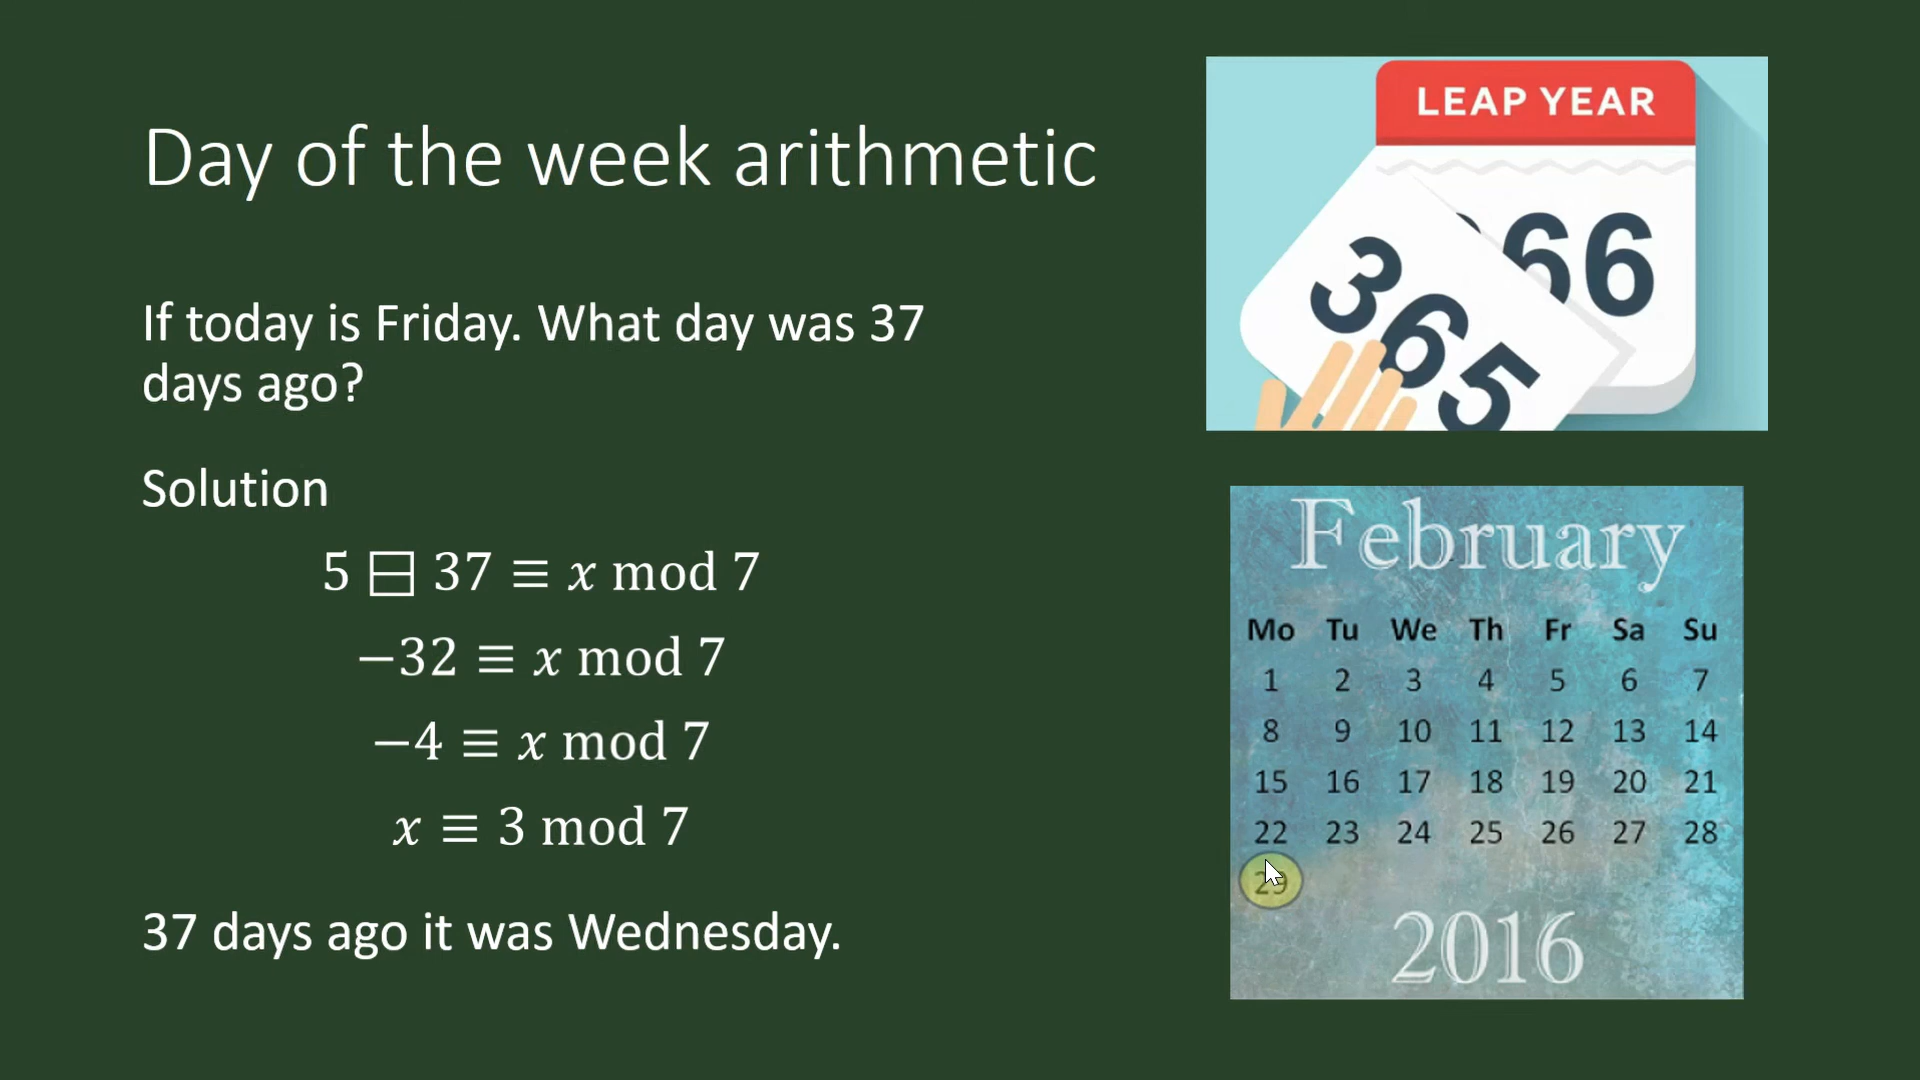 Day of the week arithmetic
If today is Friday. What day was 37
days ago?
Solution
5 ⊟ 37 ≡ x mod 7
−32 ≡ x mod 7
−4 ≡ x mod 7
x ≡ 3 mod 7
37 days ago it was Wednesday.
LEAP YEAR
66
365
February
Mo Tu We Th Fr Sa Su
1 2 3 4 5 6 7
8 9 10 11 12 13 14
15 16 17 18 19 20 21
22 23 24 25 26 27 28
29
2016